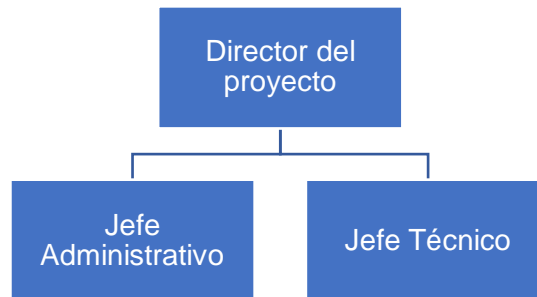 Director del
proyecto
Jefe
Administrativo
Jefe Técnico